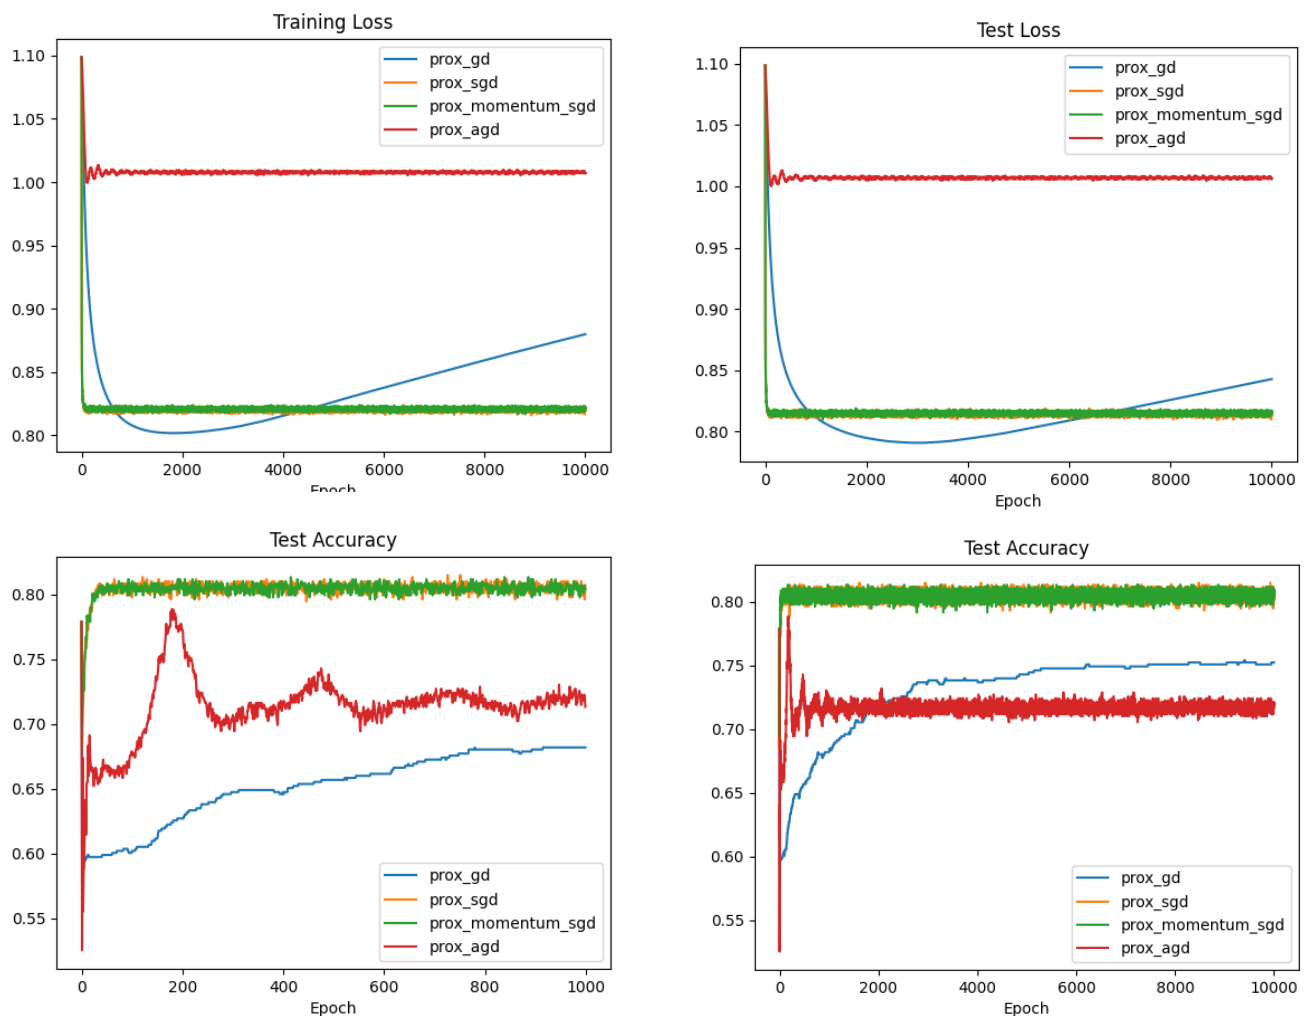 Training Loss
1.10
1.05
1.00
0.95
0.90
0.85
0.80
prox_gd
prox_sgd
prox_momentum_sgd
prox_agd
0 2000 4000 6000 8000 10000
Epoch
Test Loss
1.10
1.05
1.00
0.95
0.90
0.85
0.80
prox_gd
prox_sgd
prox_momentum_sgd
prox_agd
0 2000 4000 6000 8000 10000
Epoch
Test Accuracy
0.80
0.75
0.70
0.65
0.60
0.55
prox_gd
prox_sgd
prox_momentum_sgd
prox_agd
0 200 400 600 800 1000
Epoch
Test Accuracy
0.80
0.75
0.70
0.65
0.60
0.55
prox_gd
prox_sgd
prox_momentum_sgd
prox_agd
0 2000 4000 6000 8000 10000
Epoch